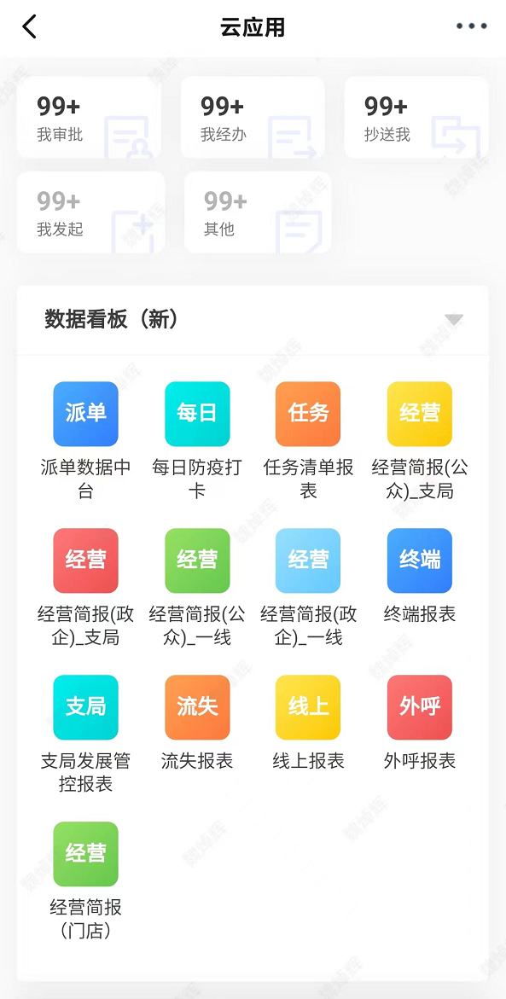 云应用
99+
99+
99+
我审批
我经办
抄送我
99+
99+
我发起
其他
数据看板（新）
派单
每日
任务
经营
派单数据中
台
每日防疫打
卡
任务清单报
表
经营简报(公
众)_支局
经营
经营
经营
终端
经营简报(政
企)_支局
经营简报(公
众)_一线
经营简报(政
企)_一线
终端报表
支局
流失
线上
外呼
支局发展管
控报表
流失报表
线上报表
外呼报表
经营
经营简报
（门店）